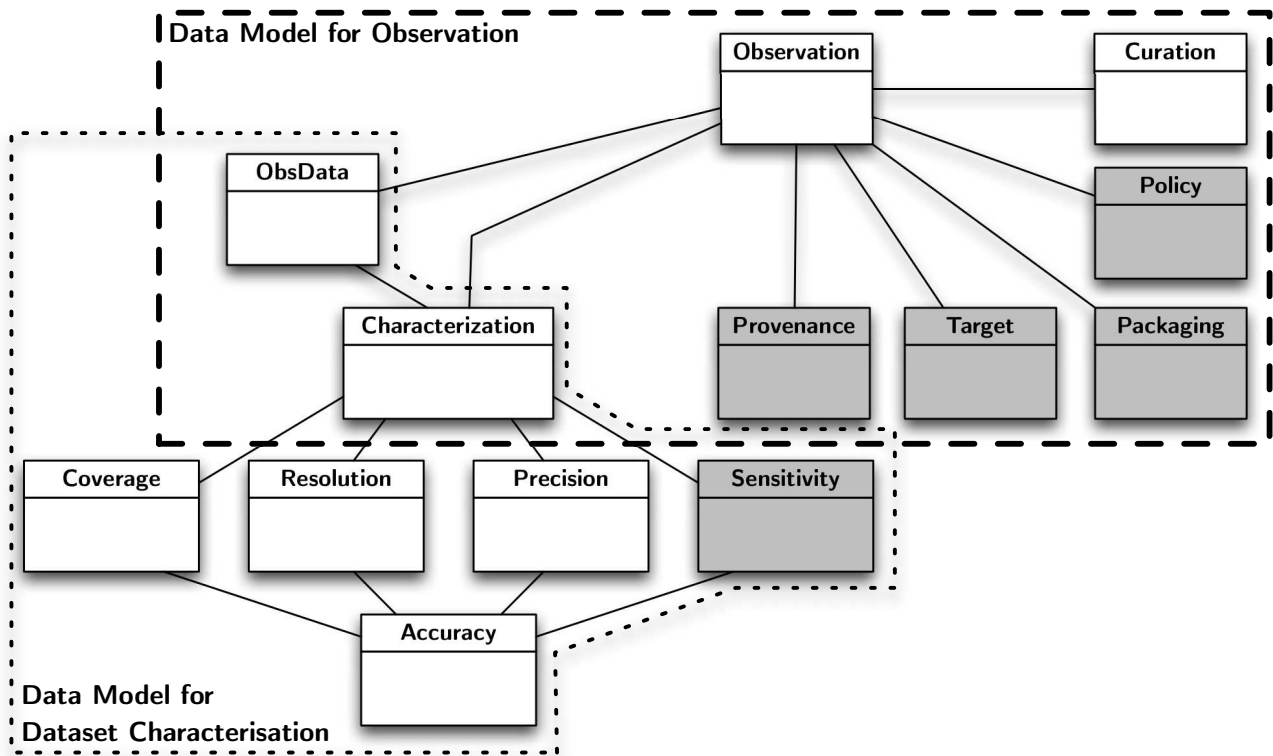 Data Model for Observation
Observation
Curation
ObsData
Policy
Characterization
Provenance
Target
Packaging
Coverage
Resolution
Precision
Sensitivity
Accuracy
Data Model for
Dataset Characterisation